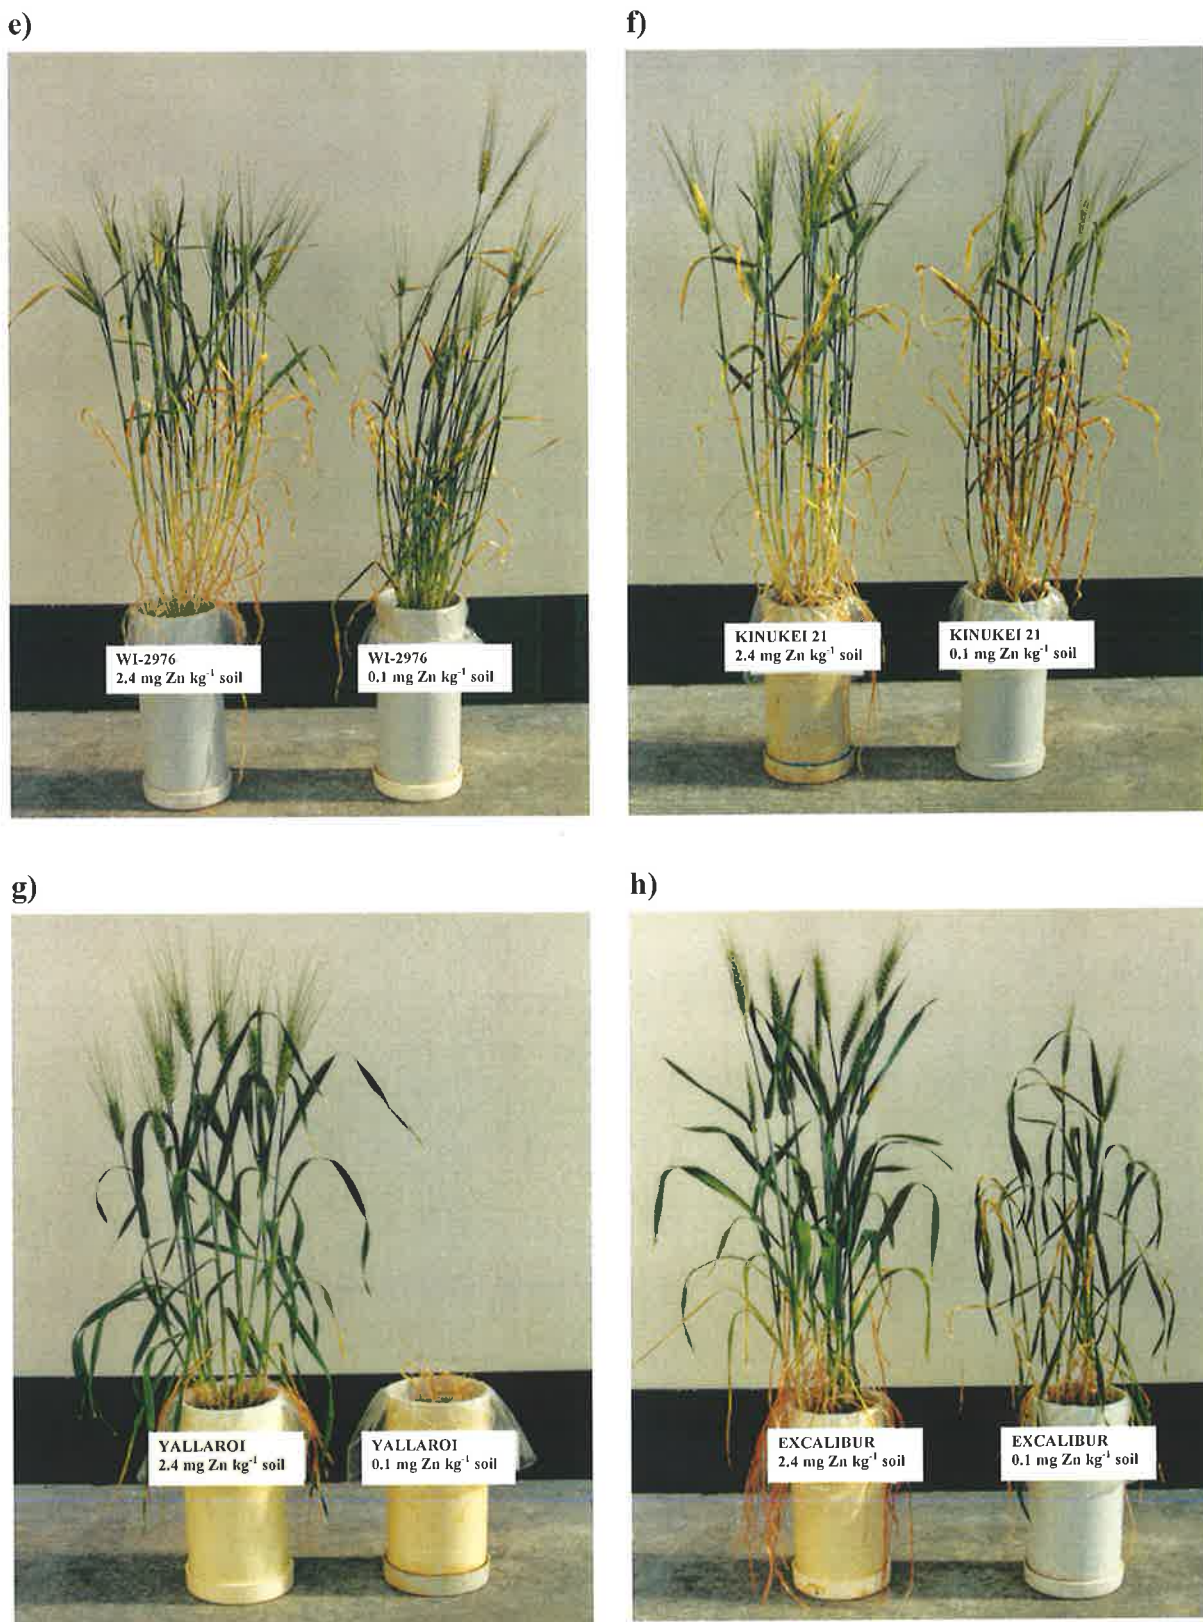 e)
f)
WI-2976
2.4 mg Zn kg⁻¹ soil
WI-2976
0.1 mg Zn kg⁻¹ soil
KINUKEI 21
2.4 mg Zn kg⁻¹ soil
KINUKEI 21
0.1 mg Zn kg⁻¹ soil
g)
h)
YALLAROI
2.4 mg Zn kg⁻¹ soil
YALLAROI
0.1 mg Zn kg⁻¹ soil
EXCALIBUR
2.4 mg Zn kg⁻¹ soil
EXCALIBUR
0.1 mg Zn kg⁻¹ soil